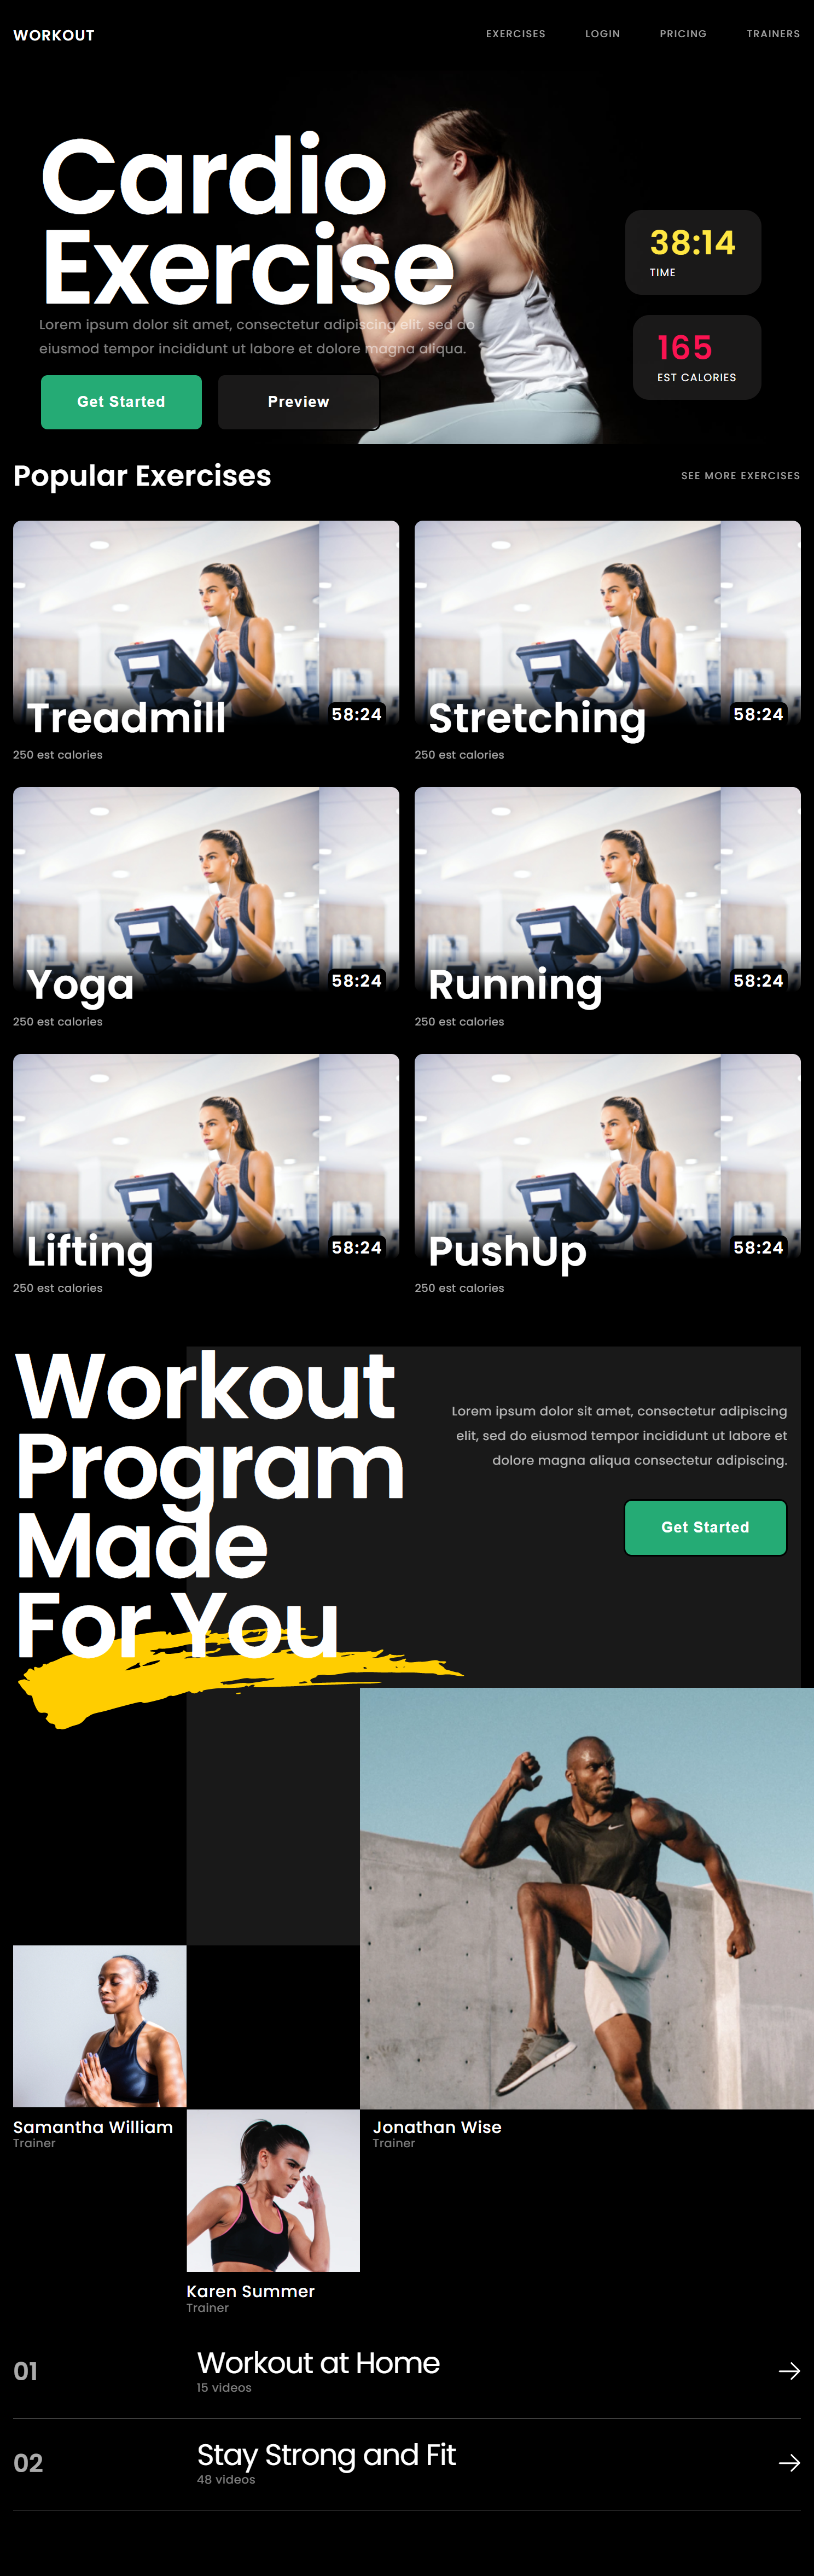 WORKOUT
EXERCISES LOGIN PRICING TRAINERS
Cardio
Exercise
Lorem ipsum dolor sit amet, consectetur adipiscing elit, sed do
eiusmod tempor incididunt ut labore et dolore magna aliqua.
Get Started Preview
38:14
TIME
165
EST CALORIES
Popular Exercises SEE MORE EXERCISES
Treadmill 58:24
250 est calories
Stretching 58:24
250 est calories
Yoga 58:24
250 est calories
Running 58:24
250 est calories
Lifting 58:24
250 est calories
PushUp 58:24
250 est calories
Workout
Program
Made
For You
Lorem ipsum dolor sit amet, consectetur adipiscing
elit, sed do eiusmod tempor incididunt ut labore et
dolore magna aliqua consectetur adipiscing.
Get Started
Samantha William
Trainer
Jonathan Wise
Trainer
Karen Summer
Trainer
01 Workout at Home
15 videos
02 Stay Strong and Fit
48 videos